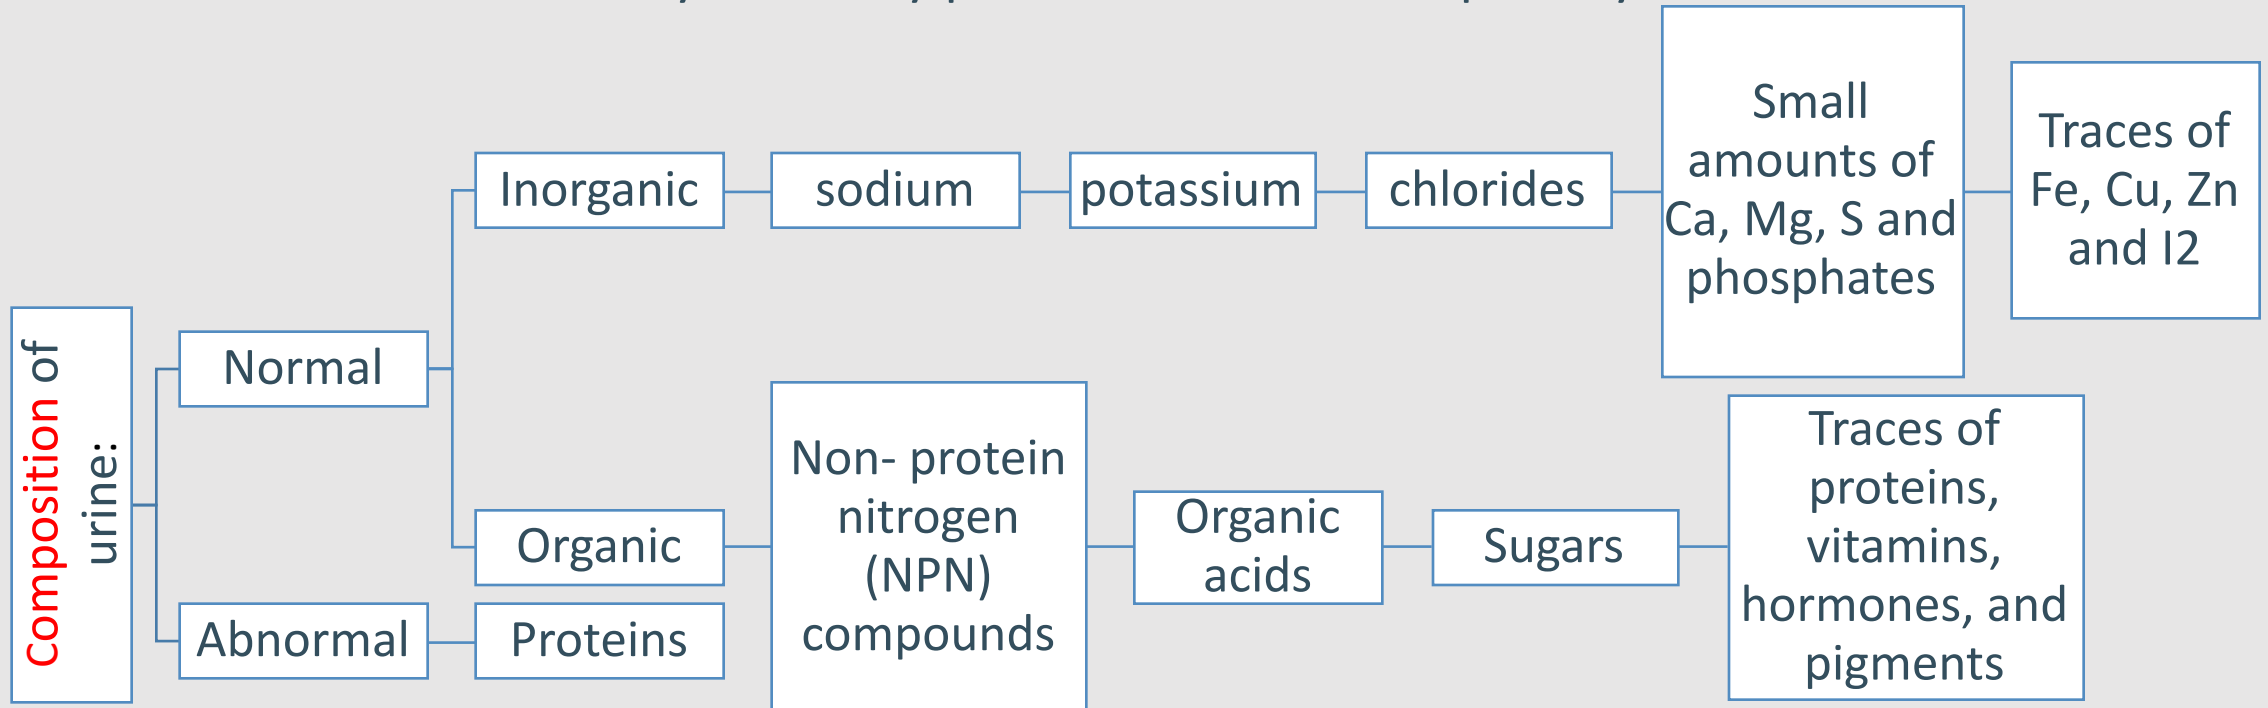 Composition of
urine:
Normal
Inorganic
sodium
potassium
chlorides
Small
amounts of
Ca, Mg, S and
phosphates
Traces of
Fe, Cu, Zn
and I2
Organic
Non- protein
nitrogen
(NPN)
compounds
Organic
acids
Sugars
Traces of
proteins,
vitamins,
hormones, and
pigments
Abnormal
Proteins